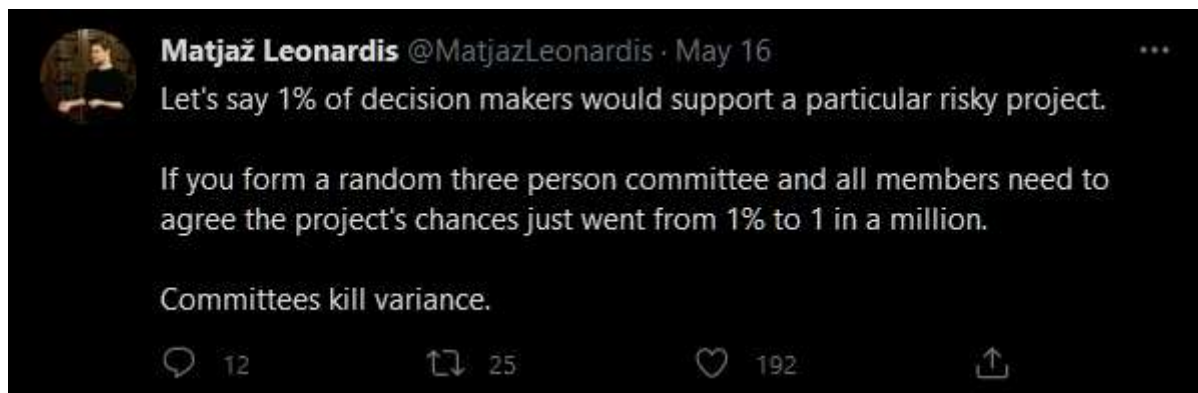 Matjaž Leonardis @MatjazLeonardis · May 16
Let's say 1% of decision makers would support a particular risky project.
If you form a random three person committee and all members need to
agree the project's chances just went from 1% to 1 in a million.
Committees kill variance.
12 25 192